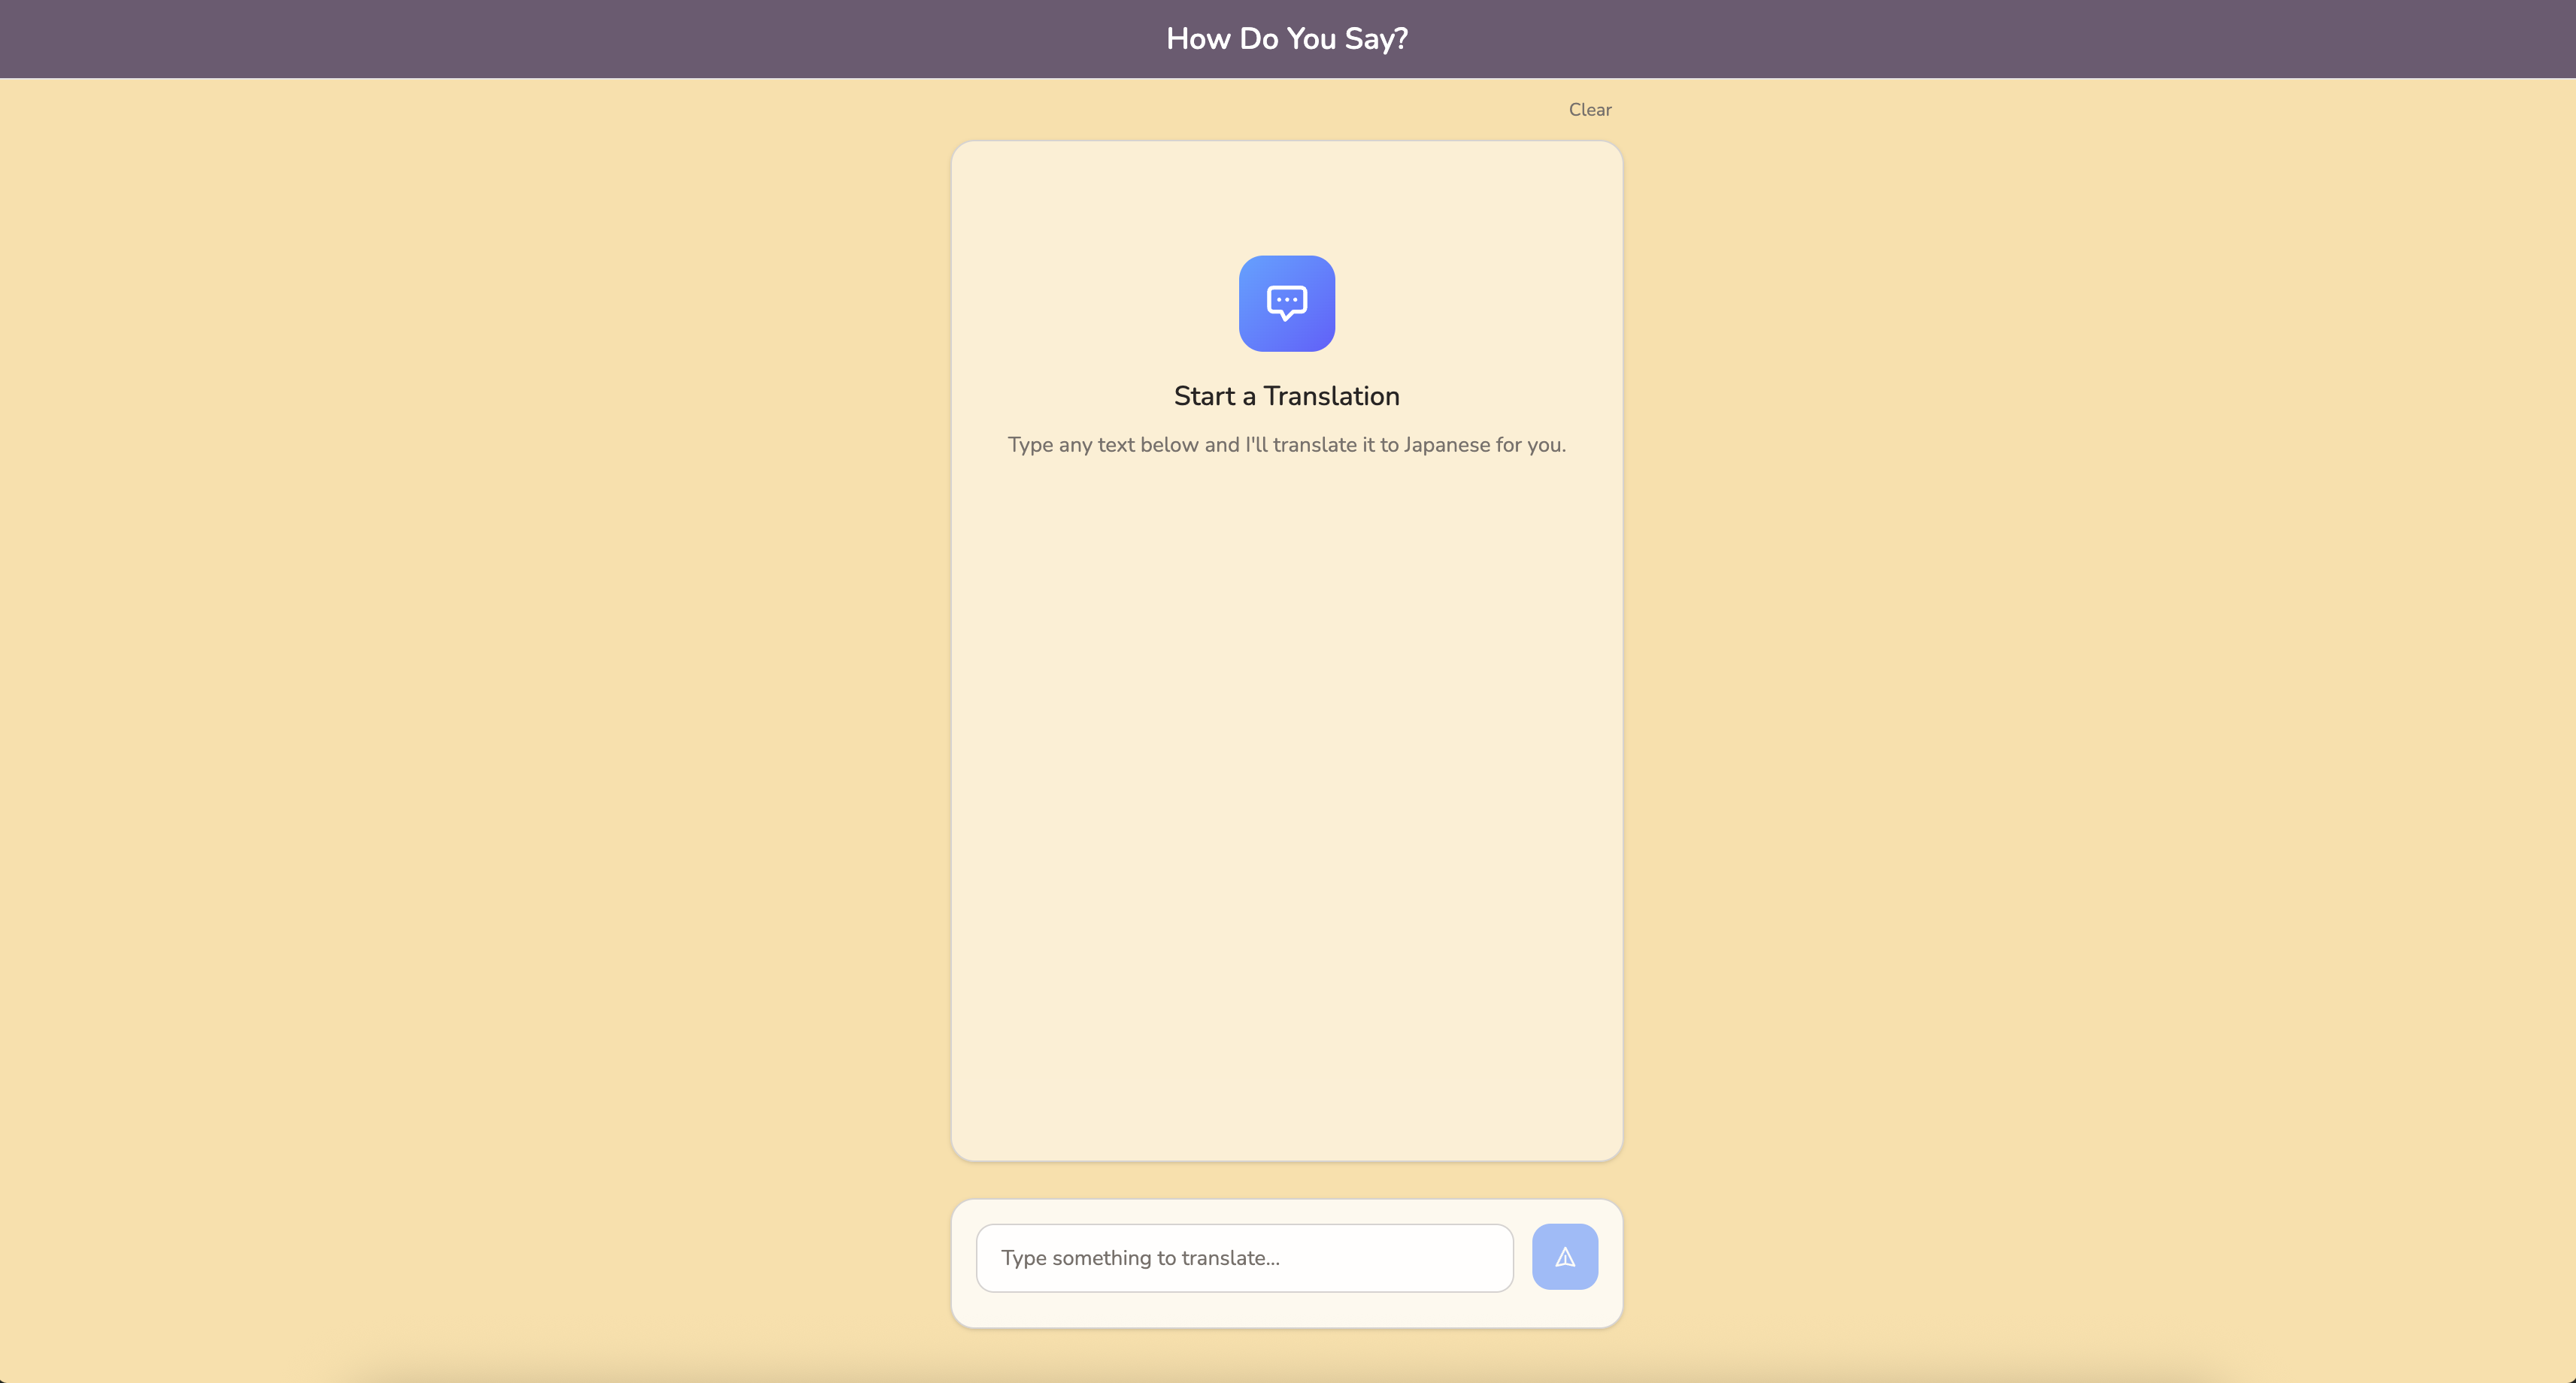 How Do You Say?
Clear
Start a Translation
Type any text below and I'll translate it to Japanese for you.
Type something to translate...